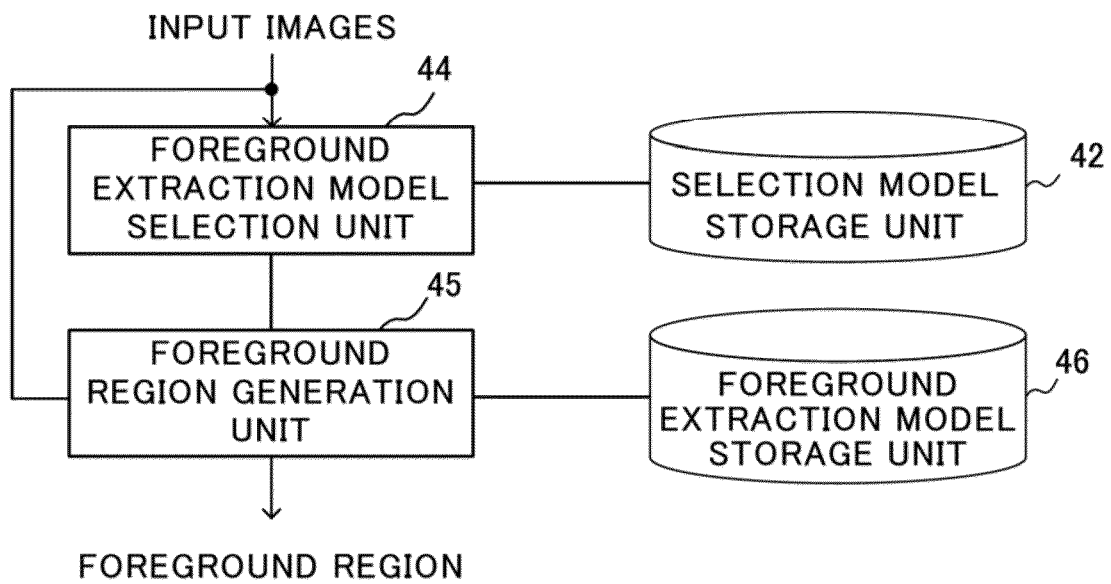 INPUT IMAGES
44
FOREGROUND
EXTRACTION MODEL
SELECTION UNIT
SELECTION MODEL
STORAGE UNIT
42
45
FOREGROUND
REGION GENERATION
UNIT
FOREGROUND
EXTRACTION MODEL
STORAGE UNIT
46
FOREGROUND REGION